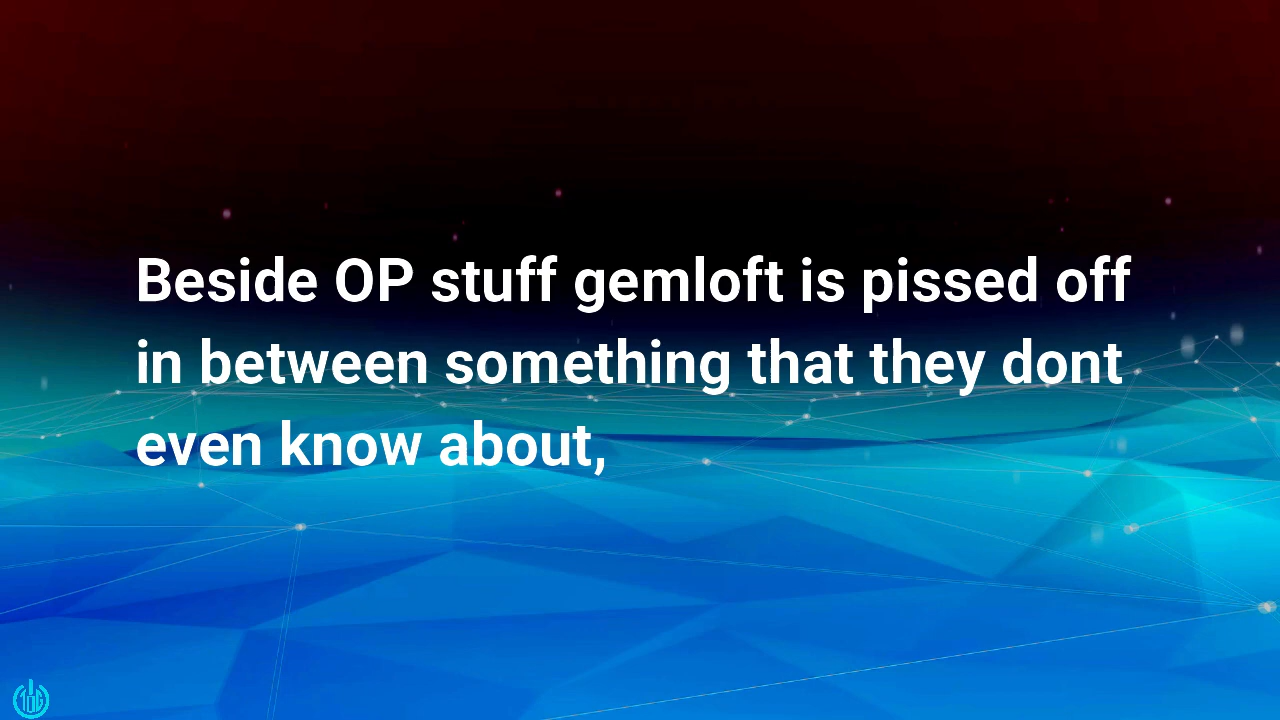 Beside OP stuff gemloft is pissed off
in between something that they dont
even know about,